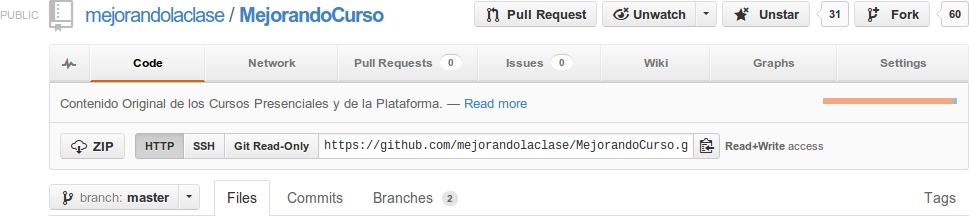 PUBLIC mejorandolaclase / MejorandoCurso Pull Request Unwatch Unstar 31 Fork 60
Code Network Pull Requests 0 Issues 0 Wiki Graphs Settings
Contenido Original de los Cursos Presenciales y de la Plataforma. — Read more
ZIP HTTP SSH Git Read-Only https://github.com/mejorandolaclase/MejorandoCurso.g Read+Write access
branch: master Files Commits Branches 2 Tags